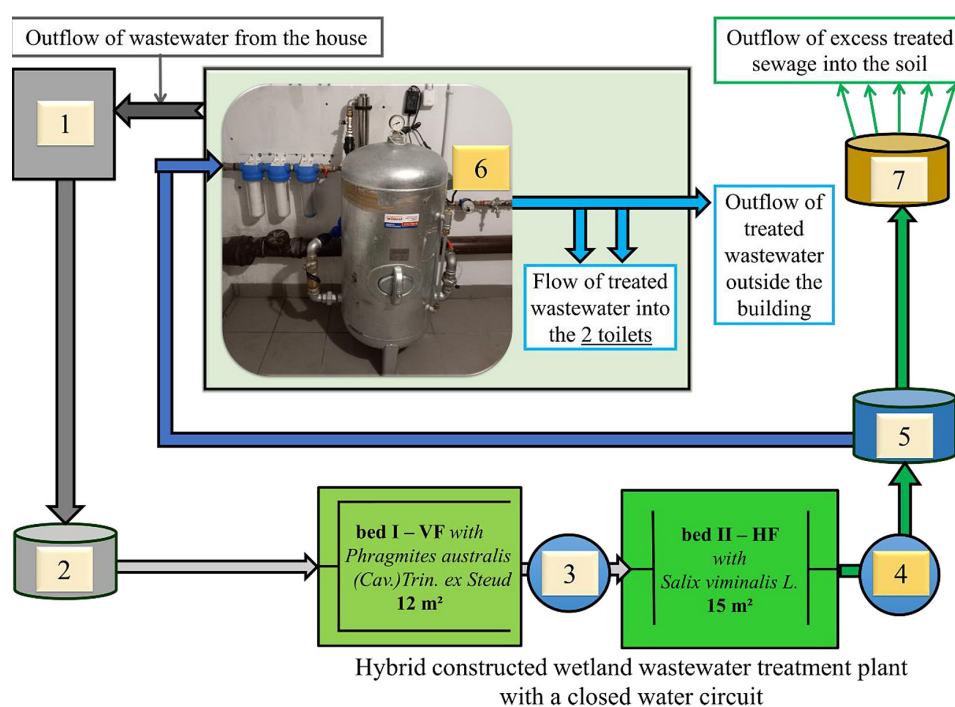 Outflow of wastewater from the house
Outflow of excess treated
sewage into the soil
1
6
7
Outflow of
treated
wastewater
outside the
building
Flow of treated
wastewater into
the 2 toilets
5
2
bed I – VF with
Phragmites australis
(Cav.)Trin. ex Steud
12 m²
3
bed II – HF
with
Salix viminalis L.
15 m²
4
Hybrid constructed wetland wastewater treatment plant
with a closed water circuit